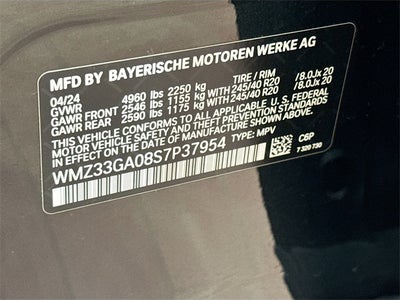 MFD BY BAYERISCHE MOTOREN WERKE AG
04/24 TIRE / RIM
GVWR 4960 lbs 2250 kg
GAWR FRONT 2546 lbs 1155 kg WITH 245/40 R20 /8.0Jx 20
GAWR REAR 2590 lbs 1175 kg WITH 245/40 R20 /8.0Jx 20
THIS VEHICLE CONFORMS TO ALL APPLICABLE U.S. FEDERAL
MOTOR VEHICLE SAFETY, BUMPER, AND THEFT PREVENTION STANDARDS
IN EFFECT ON THE DATE OF MANUFACTURE SHOWN ABOVE.
WMZ33GA08S7P37954 TYPE: MPV C6P
7 320 730